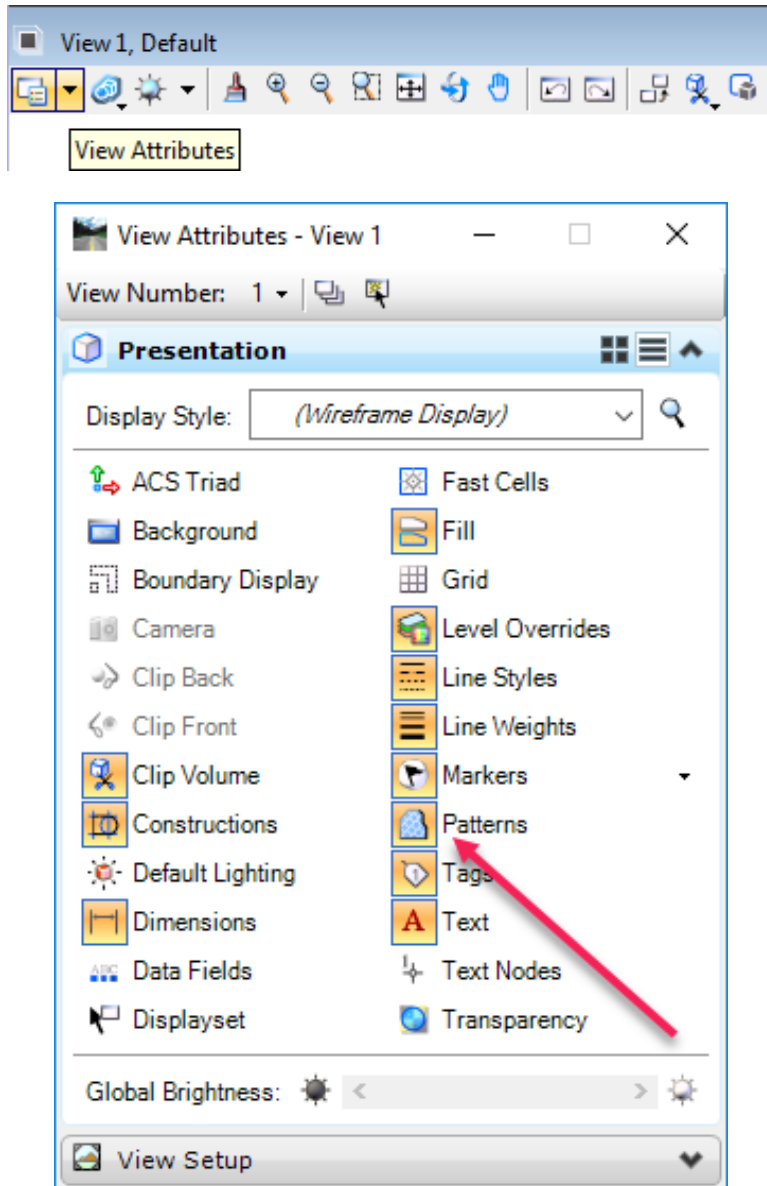 View 1, Default
View Attributes
View Attributes - View 1
View Number: 1
Presentation
Display Style: (Wireframe Display)
ACS Triad Fast Cells
Background Fill
Boundary Display Grid
Camera Level Overrides
Clip Back Line Styles
Clip Front Line Weights
Clip Volume Markers
Constructions Patterns
Default Lighting Tags
Dimensions Text
Data Fields Text Nodes
Displayset Transparency
Global Brightness:
View Setup